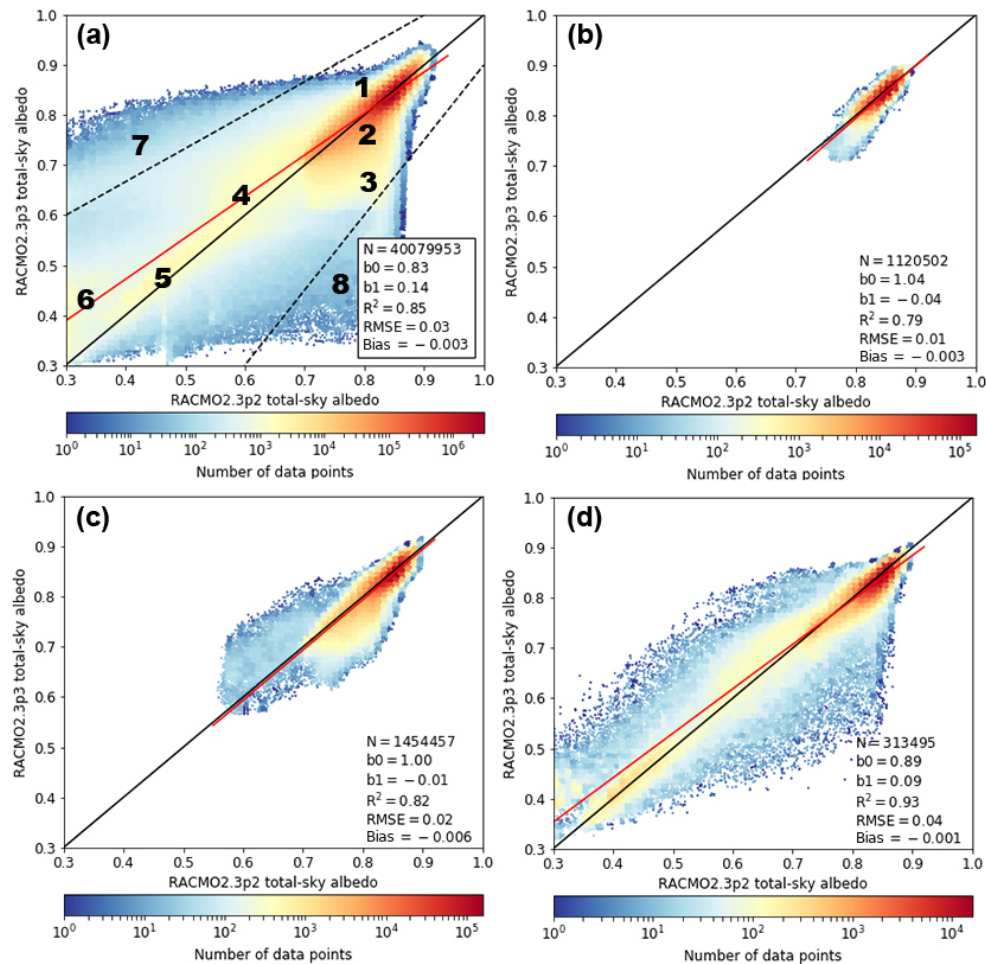 (a)
1.0
0.9
0.8
0.7
0.6
0.5
0.4
0.3
RACMO2.3p3 total-sky albedo
1
2
3
4
5
6
7
8
N = 40079953
b0 = 0.83
b1 = 0.14
R² = 0.85
RMSE = 0.03
Bias = −0.003
0.3 0.4 0.5 0.6 0.7 0.8 0.9 1.0
RACMO2.3p2 total-sky albedo
10⁰ 10¹ 10² 10³ 10⁴ 10⁵ 10⁶
Number of data points
(b)
1.0
0.9
0.8
0.7
0.6
0.5
0.4
0.3
RACMO2.3p3 total-sky albedo
N = 1120502
b0 = 1.04
b1 = −0.04
R² = 0.79
RMSE = 0.01
Bias = −0.003
0.3 0.4 0.5 0.6 0.7 0.8 0.9 1.0
RACMO2.3p2 total-sky albedo
10⁰ 10¹ 10² 10³ 10⁴ 10⁵
Number of data points
(c)
1.0
0.9
0.8
0.7
0.6
0.5
0.4
0.3
RACMO2.3p3 total-sky albedo
N = 1454457
b0 = 1.00
b1 = −0.01
R² = 0.82
RMSE = 0.02
Bias = −0.006
0.3 0.4 0.5 0.6 0.7 0.8 0.9 1.0
RACMO2.3p2 total-sky albedo
10⁰ 10¹ 10² 10³ 10⁴ 10⁵
Number of data points
(d)
1.0
0.9
0.8
0.7
0.6
0.5
0.4
0.3
RACMO2.3p3 total-sky albedo
N = 313495
b0 = 0.89
b1 = 0.09
R² = 0.93
RMSE = 0.04
Bias = −0.001
0.3 0.4 0.5 0.6 0.7 0.8 0.9 1.0
RACMO2.3p2 total-sky albedo
10⁰ 10¹ 10² 10³ 10⁴
Number of data points